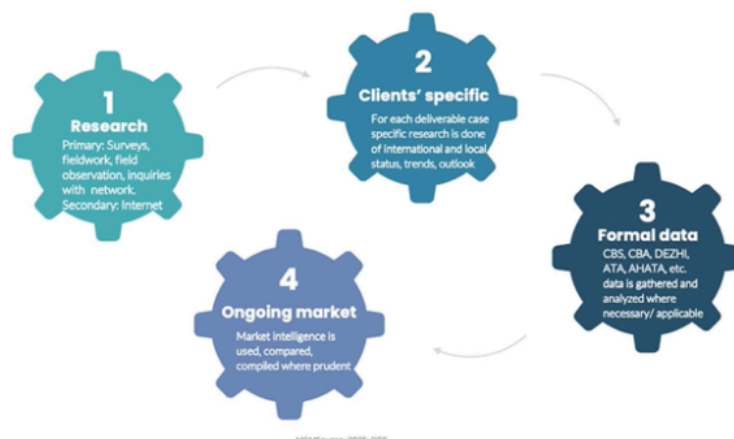 1
Research
Primary: Surveys,
fieldwork, field
observation, inquiries
with network.
Secondary: Internet
2
Clients' specific
For each deliverable case
specific research is done
of International and local
status, trends, outlook
3
Formal data
CBS, CBA, DEZHI,
ATA, AHATA, etc.
data is gathered and
analyzed where
necessary/ applicable
4
Ongoing market
Market intelligence is
used, compared,
compiled where prudent